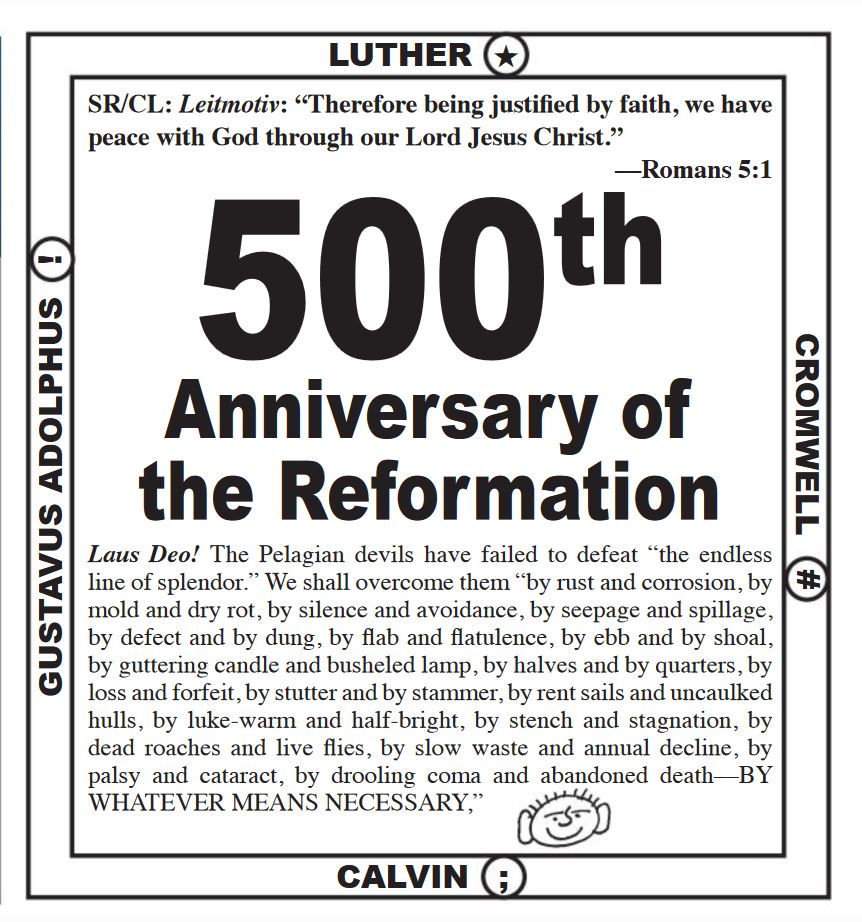 LUTHER ★
SR/CL: Leitmotiv: “Therefore being justified by faith, we have
peace with God through our Lord Jesus Christ.”
—Romans 5:1
500th
Anniversary of
the Reformation
Laus Deo! The Pelagian devils have failed to defeat “the endless
line of splendor.” We shall overcome them “by rust and corrosion, by
mold and dry rot, by silence and avoidance, by seepage and spillage,
by defect and by dung, by flab and flatulence, by ebb and by shoal,
by guttering candle and busheled lamp, by halves and by quarters, by
loss and forfeit, by stutter and by stammer, by rent sails and uncaulked
hulls, by luke-warm and half-bright, by stench and stagnation, by
dead roaches and live flies, by slow waste and annual decline, by
palsy and cataract, by drooling coma and abandoned death—BY
WHATEVER MEANS NECESSARY,”
GUSTAVUS ADOLPHUS !
CROMWELL #
CALVIN ;